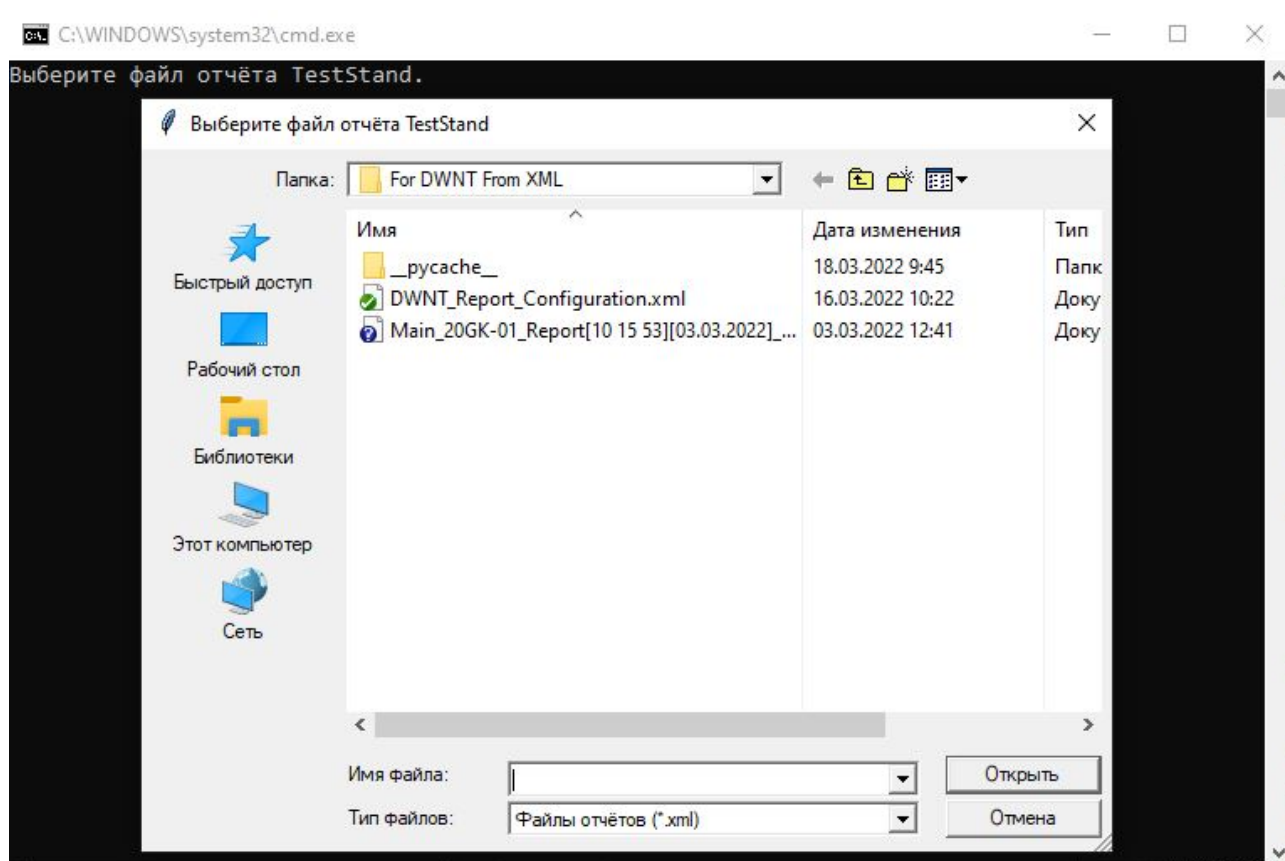 C:\WINDOWS\system32\cmd.exe
Выберите файл отчёта TestStand.
Выберите файл отчёта TestStand
Папка: For DWNT From XML
Имя Дата изменения Тип
__pycache__ 18.03.2022 9:45 Папк
DWNT_Report_Configuration.xml 16.03.2022 10:22 Доку
Main_20GK-01_Report[10 15 53][03.03.2022]_... 03.03.2022 12:41 Доку
Быстрый доступ
Рабочий стол
Библиотеки
Этот компьютер
Сеть
Имя файла: Открыть
Тип файлов: Файлы отчётов (*.xml) Отмена